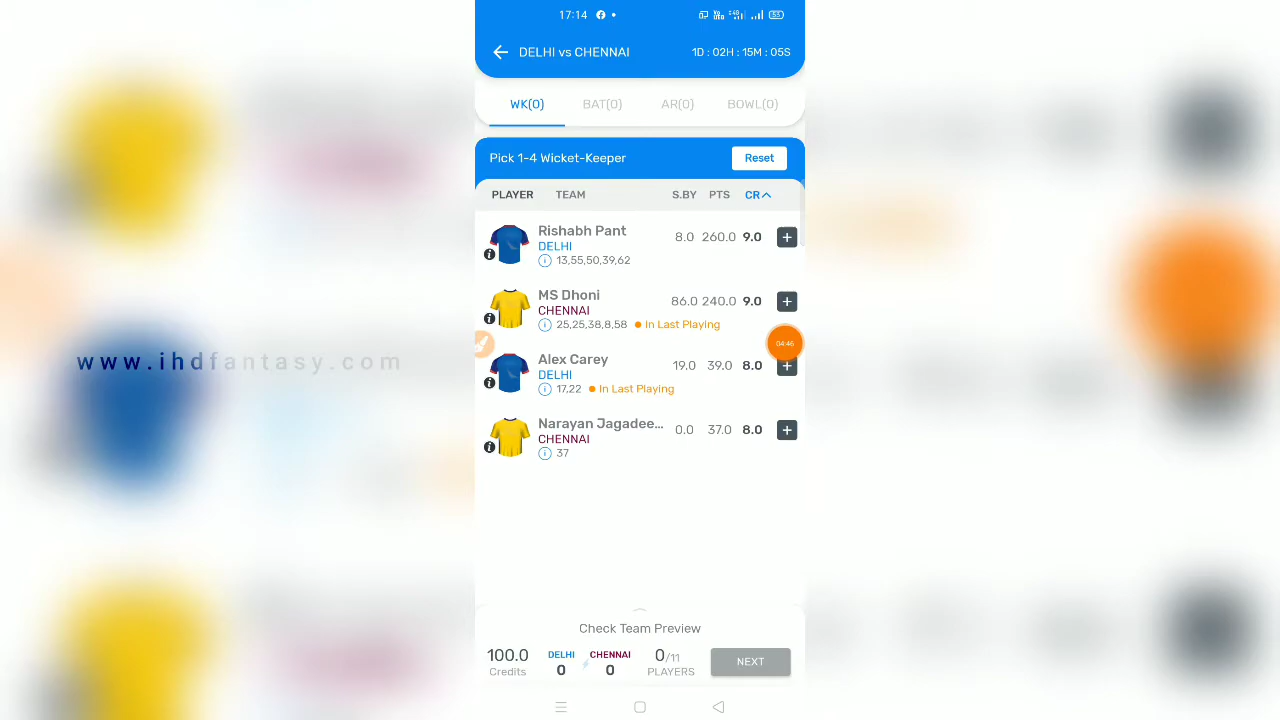 17:14
53
DELHI vs CHENNAI 1D : 02H : 15M : 05S
WK(0) BAT(0) AR(0) BOWL(0)
Pick 1-4 Wicket-Keeper Reset
PLAYER TEAM S.BY PTS CR
Rishabh Pant 8.0 260.0 9.0
DELHI
13,55,50,39,62
MS Dhoni 86.0 240.0 9.0
CHENNAI
25,25,38,8,58 In Last Playing
04:46
www.ihdfantasy.com
Alex Carey 19.0 39.0 8.0
DELHI
17,22 In Last Playing
Narayan Jagadee... 0.0 37.0 8.0
CHENNAI
37
Check Team Preview
100.0 DELHI CHENNAI 0/11 NEXT
Credits 0 0 PLAYERS